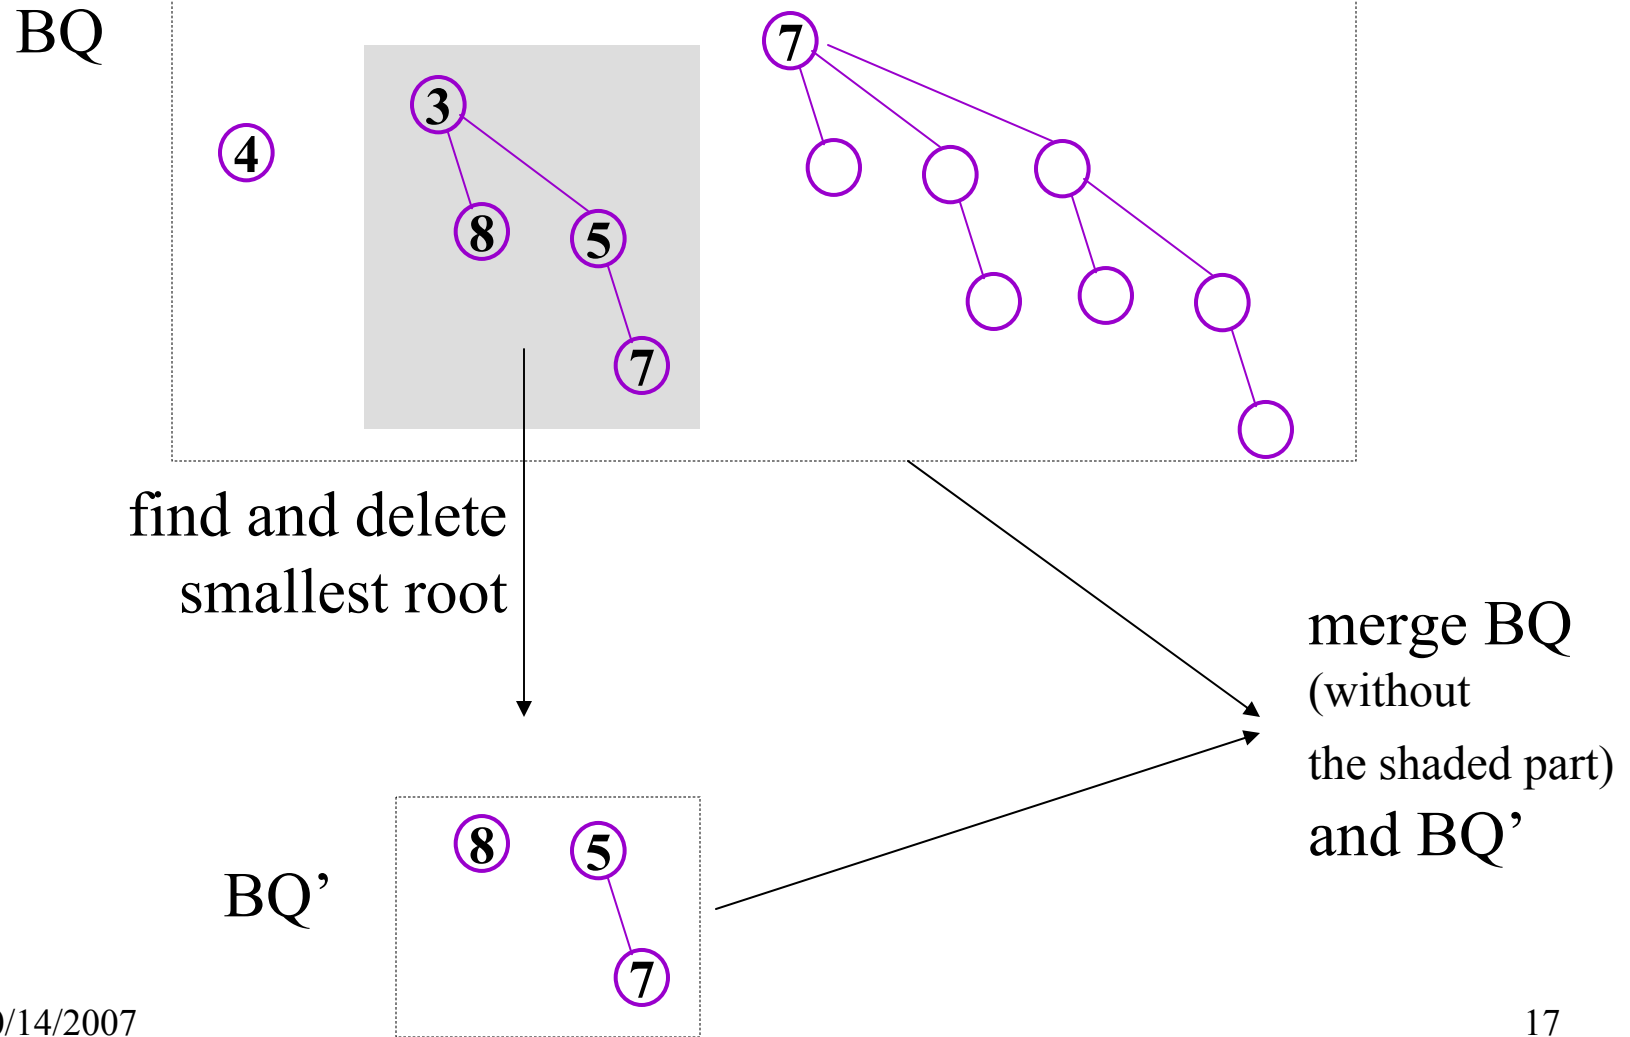 BQ
7
3
4
8
5
7
find and delete
smallest root
merge BQ
(without
the shaded part)
and BQ’
8
5
BQ’
7
0/14/2007
17